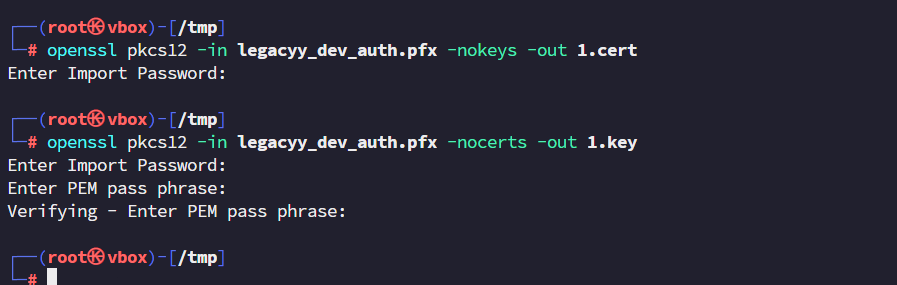 ┌──(root㉿vbox)-[/tmp]
└─# openssl pkcs12 -in legacyy_dev_auth.pfx -nokeys -out 1.cert
Enter Import Password:
┌──(root㉿vbox)-[/tmp]
└─# openssl pkcs12 -in legacyy_dev_auth.pfx -nocerts -out 1.key
Enter Import Password:
Enter PEM pass phrase:
Verifying - Enter PEM pass phrase:
┌──(root㉿vbox)-[/tmp]
└─#